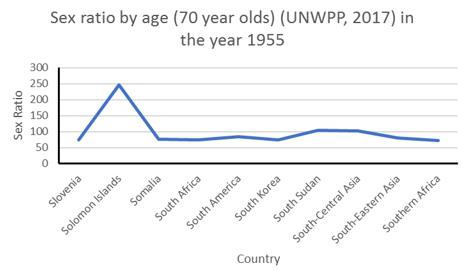 Sex ratio by age (70 year olds) (UNWPP, 2017) in
the year 1955
300
250
200
150
100
50
0
Sex Ratio
Slovenia
Solomon Islands
Somalia
South Africa
South America
South Korea
South Sudan
South-Central Asia
South-Eastern Asia
Southern Africa
Country